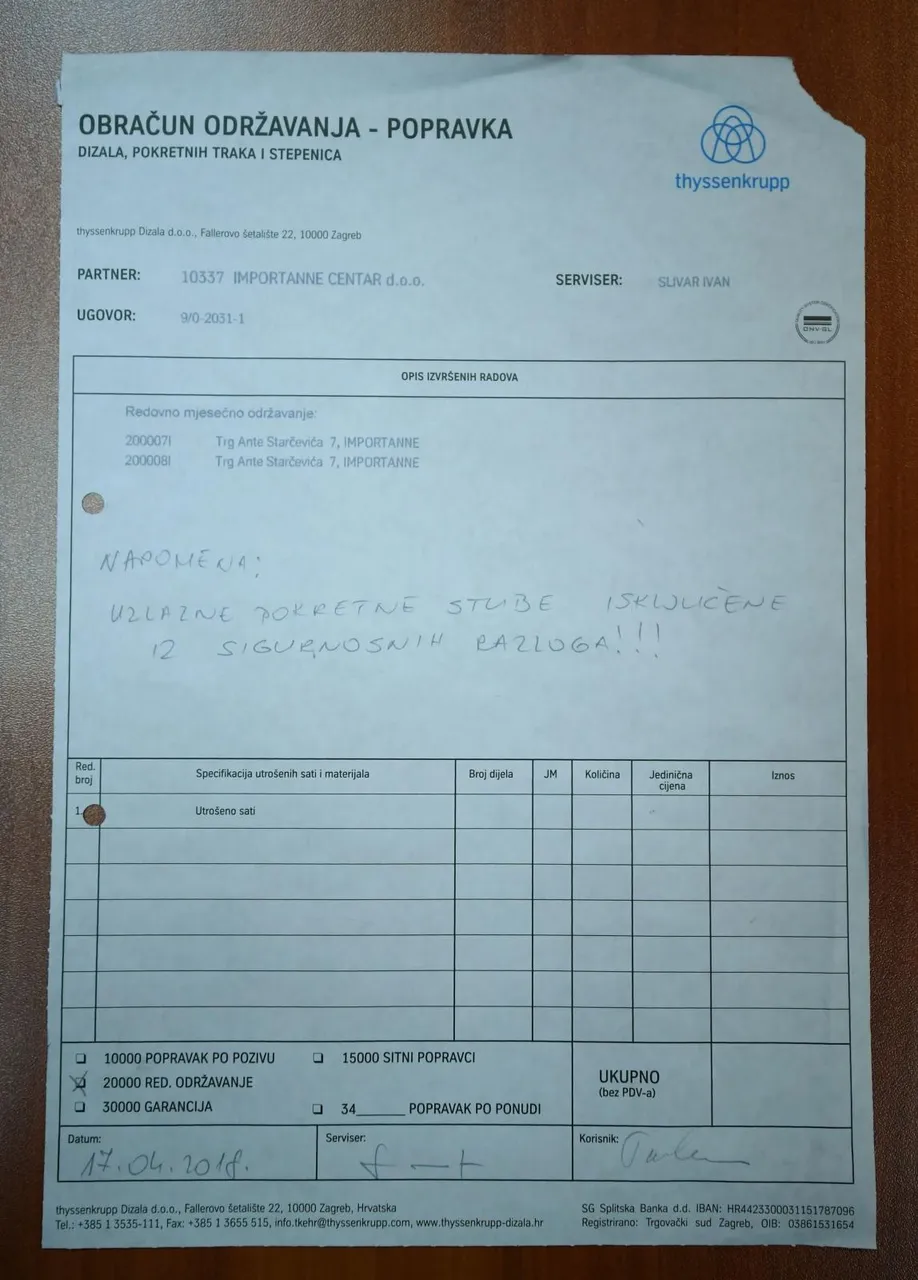 OBRAČUN ODRŽAVANJA - POPRAVKA
DIZALA, POKRETNIH TRAKA I STEPENICA
thyssenkrupp
thyssenkrupp Dizala d.o.o., Fallerovo šetalište 22, 10000 Zagreb
PARTNER: 10337 IMPORTANNE CENTAR d.o.o. SERVISER: SLIVAR IVAN
UGOVOR: 9/0-2031-1
DNV·GL
OPIS IZVRŠENIH RADOVA
Redovno mjesečno održavanje:
200007I Trg Ante Starčevića 7, IMPORTANNE
200008I Trg Ante Starčevića 7, IMPORTANNE
NAPOMENA:
UZLAZNE POKRETNE STUBE ISKLJUČENE
IZ SIGURNOSNIH RAZLOGA!!!
Red. broj Specifikacija utrošenih sati i materijala Broj dijela JM Količina Jedinična cijena Iznos
1. Utrošeno sati
10000 POPRAVAK PO POZIVU 15000 SITNI POPRAVCI
20000 RED. ODRŽAVANJE
30000 GARANCIJA 34______ POPRAVAK PO PONUDI
UKUPNO
(bez PDV-a)
Datum: Serviser: Korisnik:
17.04.2018.
thyssenkrupp Dizala d.o.o., Fallerovo šetalište 22, 10000 Zagreb, Hrvatska
Tel.: +385 1 3535-111, Fax: +385 1 3655 515, info.tkehr@thyssenkrupp.com, www.thyssenkrupp-dizala.hr
SG Splitska Banka d.d. IBAN: HR4423300031151787096
Registrirano: Trgovački sud Zagreb, OIB: 03861531654